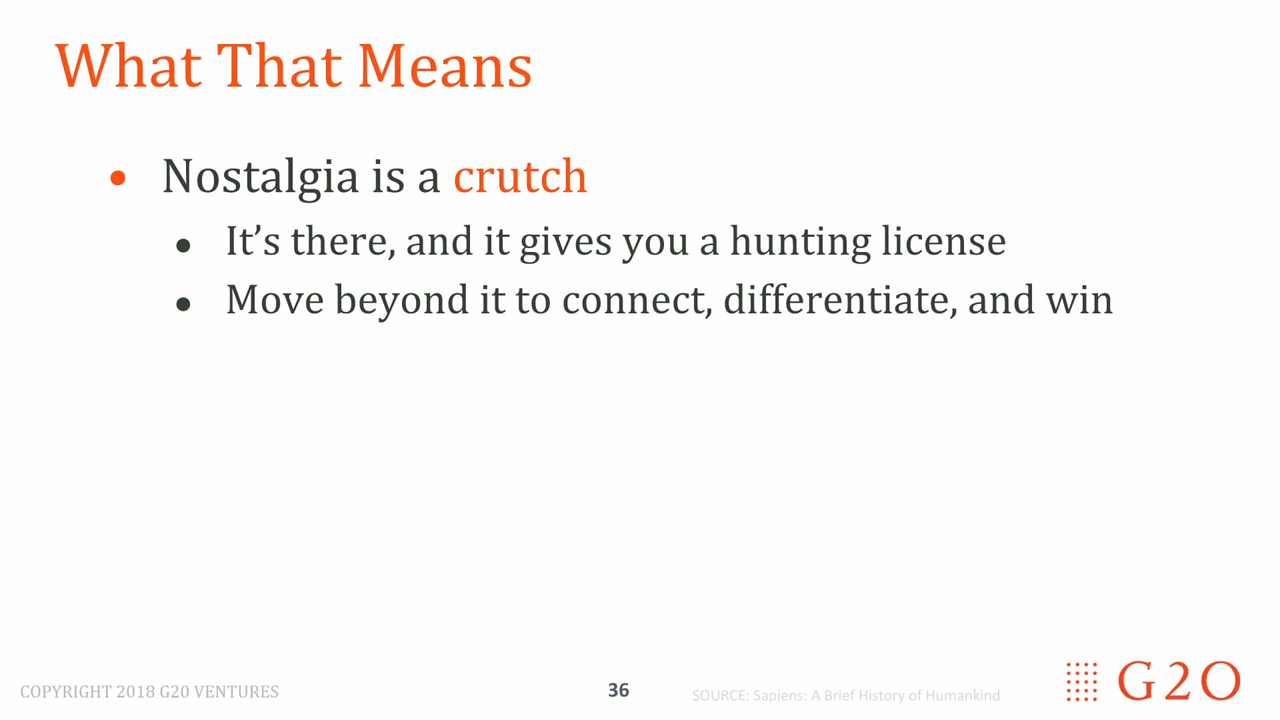 What That Means
• Nostalgia is a crutch
• It’s there, and it gives you a hunting license
• Move beyond it to connect, differentiate, and win
COPYRIGHT 2018 G20 VENTURES
36
SOURCE: Sapiens: A Brief History of Humankind
G2O